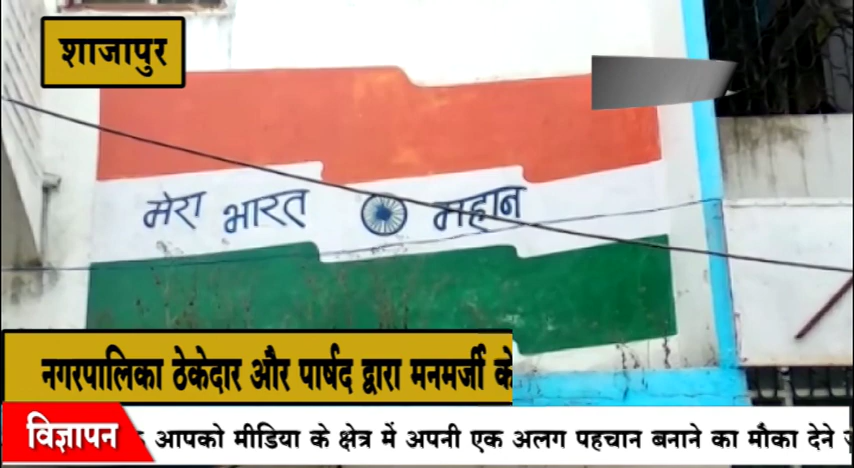 शाजापुर
मेरा भारत महान
नगरपालिका ठेकेदार और पार्षद द्वारा मनमर्जी के
विज्ञापन
आपको मीडिया के क्षेत्र में अपनी एक अलग पहचान बनाने का मौका देने